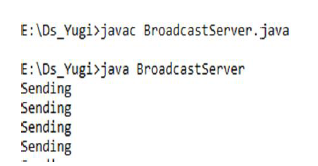 E:\Ds_Yugi>javac BroadcastServer.java
E:\Ds_Yugi>java BroadcastServer
Sending
Sending
Sending
Sending